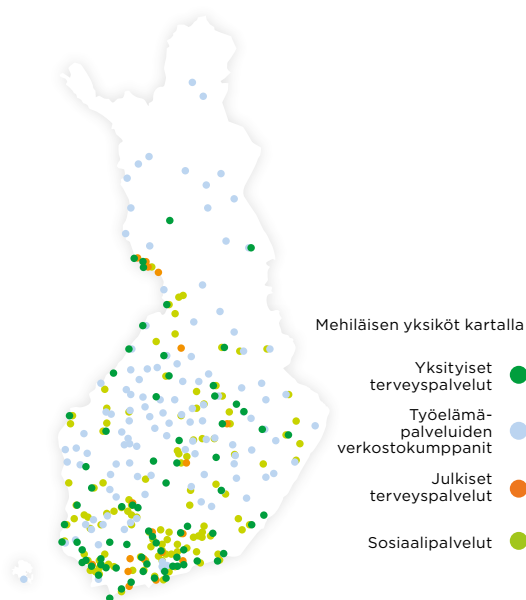 Mehiläisen yksiköt kartalla
Yksityiset
terveyspalvelut
Työelämä-
palveluiden
verkostokumppanit
Julkiset
terveyspalvelut
Sosiaalipalvelut